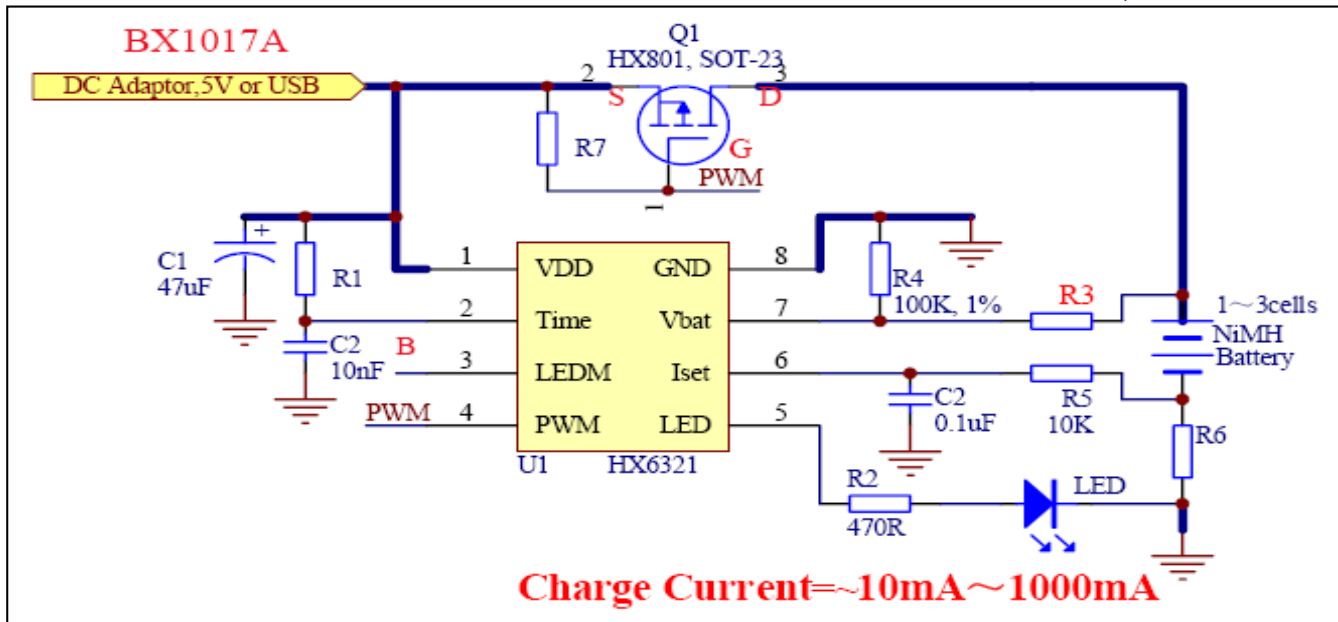 BX1017A
DC Adaptor,5V or USB
Q1
HX801, SOT-23
2
3
S
D
R7
G
PWM
1
C1
47uF
+
R1
1
VDD
GND
8
R4
100K, 1%
2
Time
Vbat
7
R3
1~3cells
NiMH
Battery
C2
10nF
B
3
LEDM
Iset
6
C2
0.1uF
R5
10K
PWM
4
PWM
LED
5
R6
U1
HX6321
R2
470R
LED
Charge Current=~10mA~1000mA